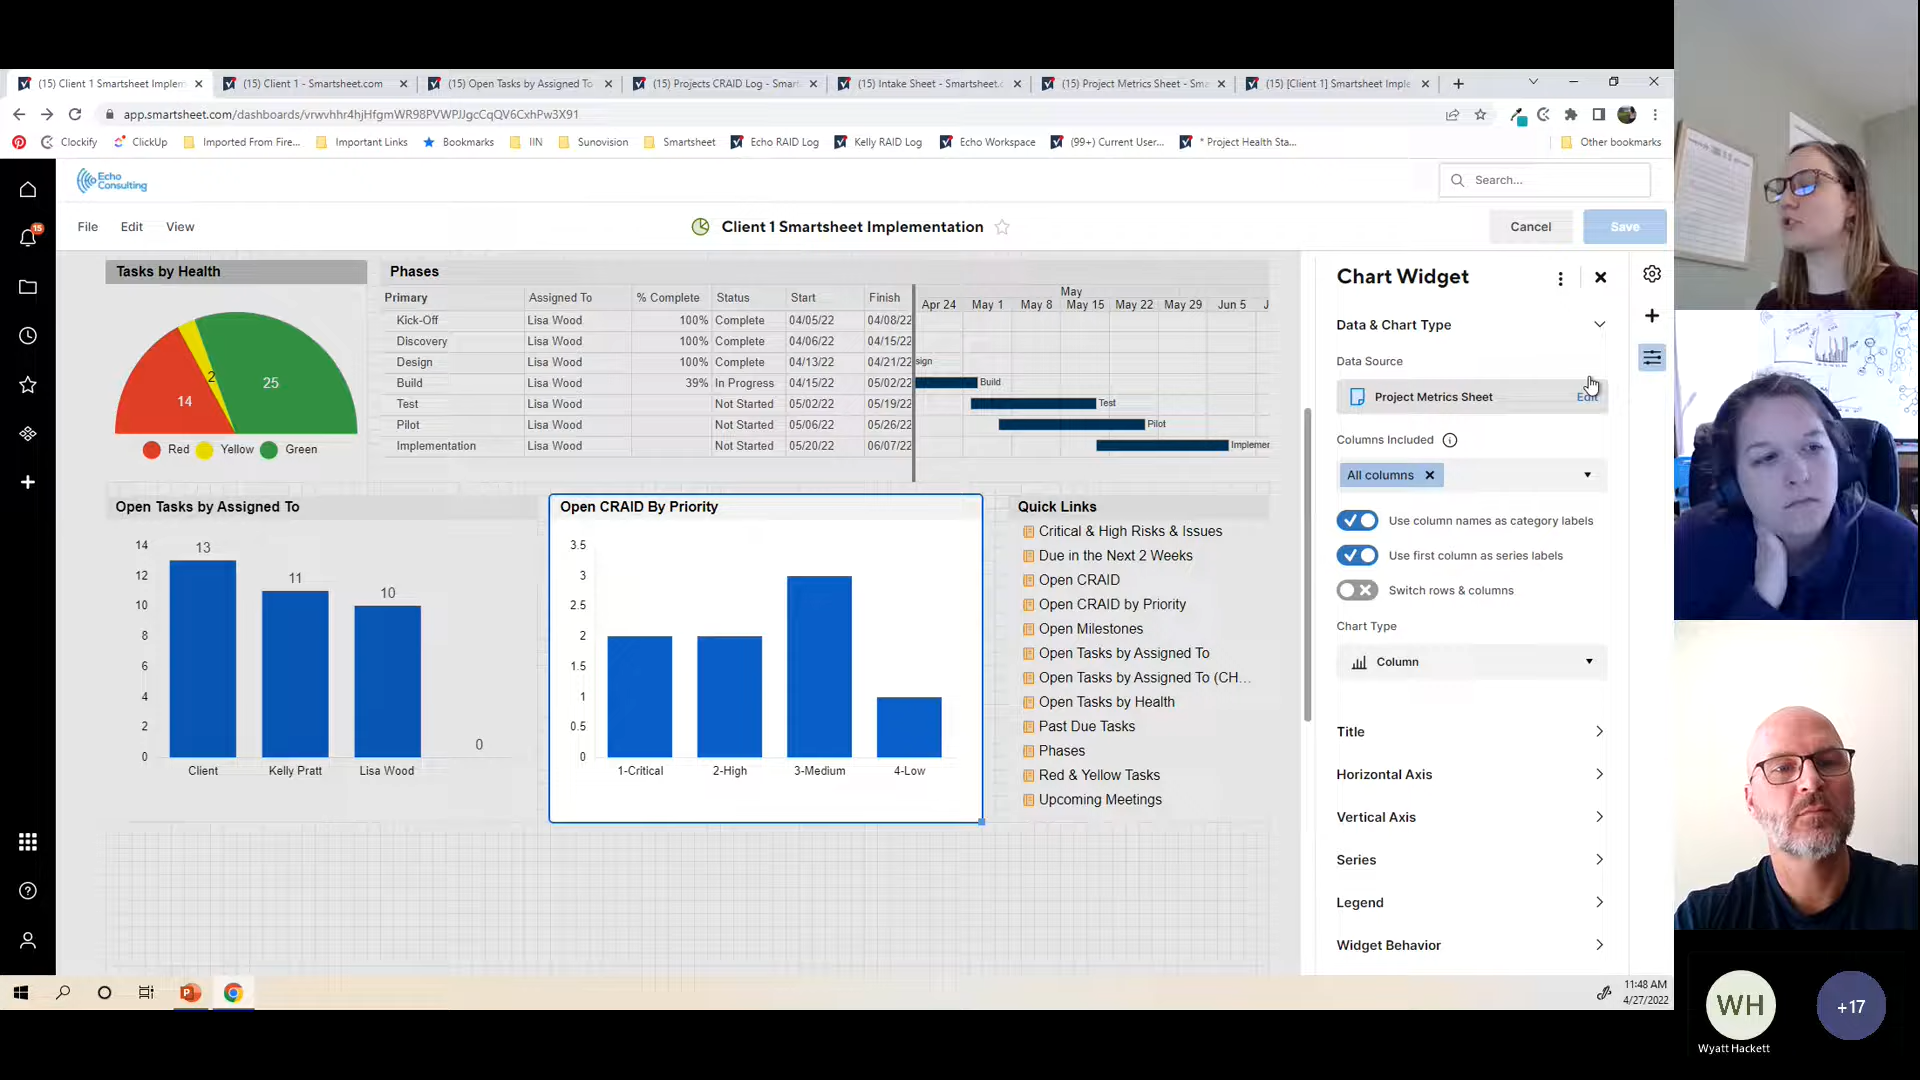 (15) Client 1 Smartsheet Implem
(15) Client 1 - Smartsheet.com
(15) Open Tasks by Assigned To
(15) Projects CRAID Log - Smart
(15) Intake Sheet - Smartsheet.c
(15) Project Metrics Sheet - Sma
(15) [Client 1] Smartsheet Imple
app.smartsheet.com/dashboards/vrwvhhr4hjHfgmWR98PVWPJJgcCqQV6CxhPw3X91
Clockify
ClickUp
Imported From Fire...
Important Links
Bookmarks
IIN
Sunovision
Smartsheet
Echo RAID Log
Kelly RAID Log
Echo Workspace
(99+) Current User...
* Project Health Sta...
Other bookmarks
Echo
Consulting
Search...
15
File Edit View
Client 1 Smartsheet Implementation
Cancel
Save
Tasks by Health
14
2
25
Red Yellow Green
Phases
Primary Assigned To % Complete Status Start Finish
May
Apr 24 May 1 May 8 May 15 May 22 May 29 Jun 5 J
Kick-Off Lisa Wood 100% Complete 04/05/22 04/08/22
Discovery Lisa Wood 100% Complete 04/06/22 04/15/22
Design Lisa Wood 100% Complete 04/13/22 04/21/22 sign
Build Lisa Wood 39% In Progress 04/15/22 05/02/22 Build
Test Lisa Wood Not Started 05/02/22 05/19/22 Test
Pilot Lisa Wood Not Started 05/06/22 05/26/22 Pilot
Implementation Lisa Wood Not Started 05/20/22 06/07/22 Implemer
Open Tasks by Assigned To
14
12
10
8
6
4
2
0
13
11
10
0
Client Kelly Pratt Lisa Wood
Open CRAID By Priority
3.5
3
2.5
2
1.5
1
0.5
0
1-Critical 2-High 3-Medium 4-Low
Quick Links
Critical & High Risks & Issues
Due in the Next 2 Weeks
Open CRAID
Open CRAID by Priority
Open Milestones
Open Tasks by Assigned To
Open Tasks by Assigned To (CH...
Open Tasks by Health
Past Due Tasks
Phases
Red & Yellow Tasks
Upcoming Meetings
Chart Widget
Data & Chart Type
Data Source
Project Metrics Sheet Edit
Columns Included
All columns
Use column names as category labels
Use first column as series labels
Switch rows & columns
Chart Type
Column
Title
Horizontal Axis
Vertical Axis
Series
Legend
Widget Behavior
11:48 AM
4/27/2022
WH
Wyatt Hackett
+17